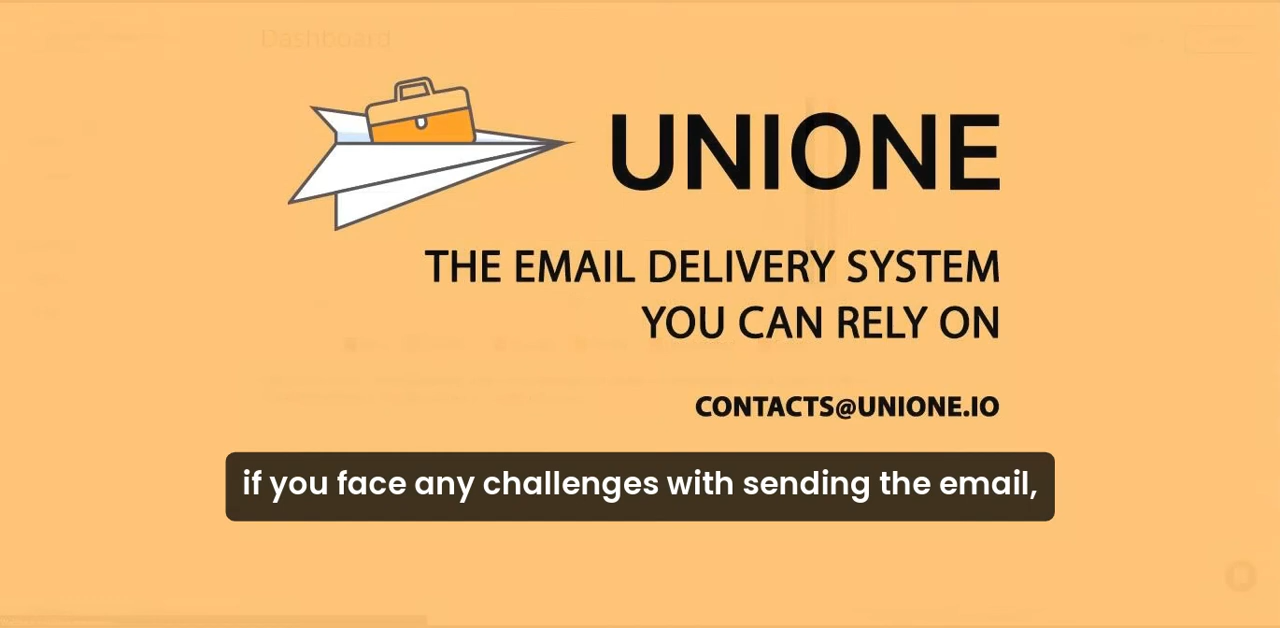 Dashboard
UNIONE
THE EMAIL DELIVERY SYSTEM
YOU CAN RELY ON
CONTACTS@UNIONE.IO
if you face any challenges with sending the email,